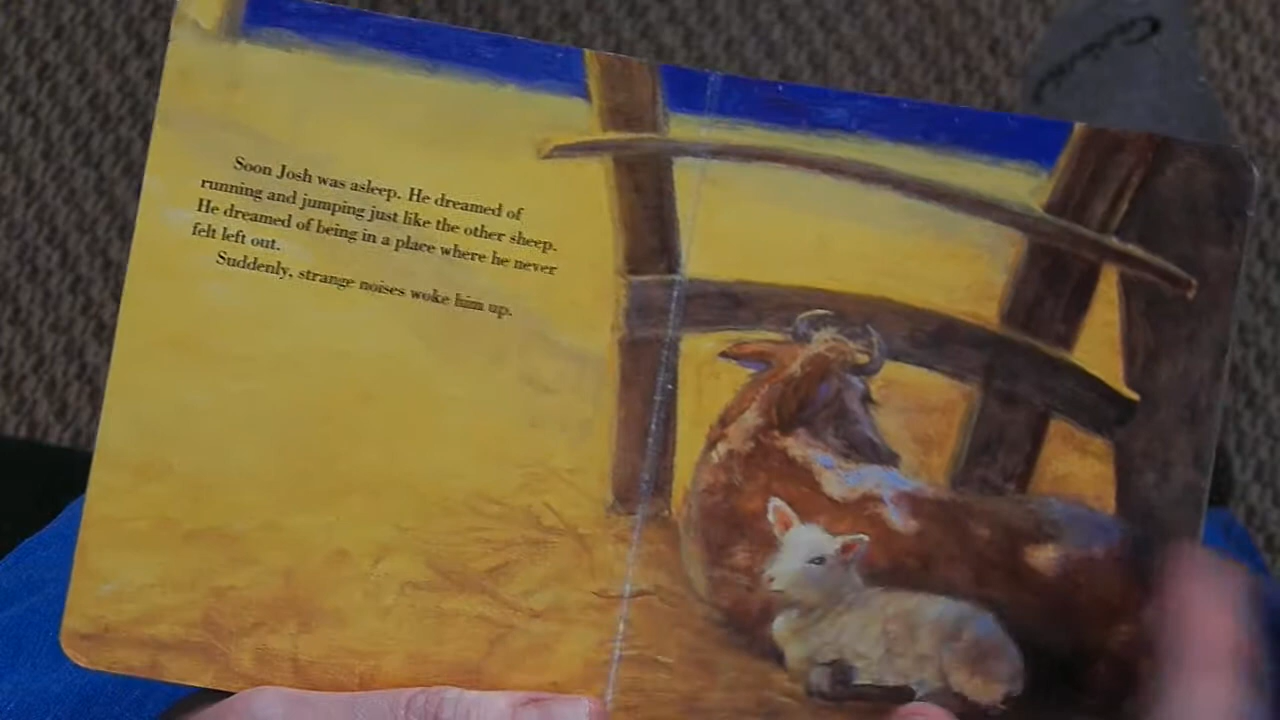 Soon Josh was asleep. He dreamed of
running and jumping just like the other sheep.
He dreamed of being in a place where he never
felt left out.
Suddenly, strange noises woke him up.